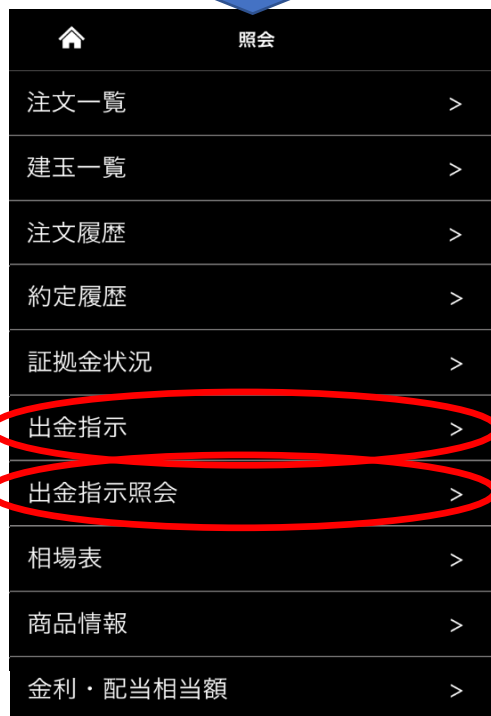 照会
注文一覧 >
建玉一覧 >
注文履歴 >
約定履歴 >
証拠金状況 >
出金指示 >
出金指示照会 >
相場表 >
商品情報 >
金利・配当相当額 >